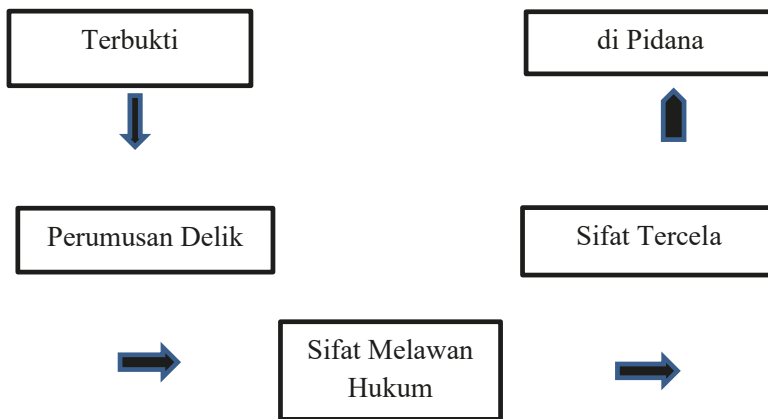 Terbukti
di Pidana
Perumusan Delik
Sifat Tercela
Sifat Melawan
Hukum